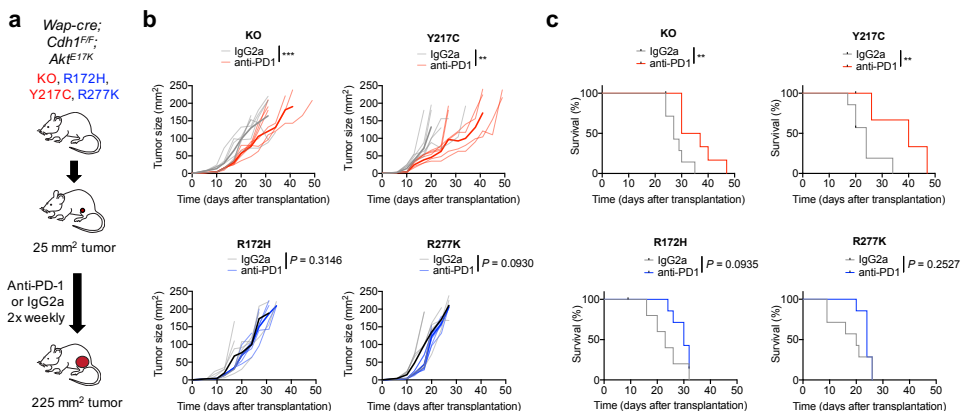 a
Wap-cre;
Cdh1F/F;
AktE17K
KO, R172H,
Y217C, R277K
25 mm2 tumor
Anti-PD-1
or IgG2a
2x weekly
225 mm2 tumor
b
KO
IgG2a
anti-PD1
***
Tumor size (mm2)
250
200
150
100
50
0
0 10 20 30 40 50
Time (days after transplantation)
Y217C
IgG2a
anti-PD1
**
Tumor size (mm2)
250
200
150
100
50
0
0 10 20 30 40 50
Time (days after transplantation)
R172H
IgG2a
anti-PD1
P = 0.3146
Tumor size (mm2)
250
200
150
100
50
0
0 10 20 30 40 50
Time (days after transplantation)
R277K
IgG2a
anti-PD1
P = 0.0930
Tumor size (mm2)
250
200
150
100
50
0
0 10 20 30 40 50
Time (days after transplantation)
c
KO
IgG2a
anti-PD1
**
Survival (%)
100
50
0
0 10 20 30 40 50
Time (days after transplantation)
Y217C
IgG2a
anti-PD1
**
Survival (%)
100
50
0
0 10 20 30 40 50
Time (days after transplantation)
R172H
IgG2a
anti-PD1
P = 0.0935
Survival (%)
100
50
0
0 10 20 30 40 50
Time (days after transplantation)
R277K
IgG2a
anti-PD1
P = 0.2527
Survival (%)
100
50
0
0 10 20 30 40 50
Time (days after transplantation)